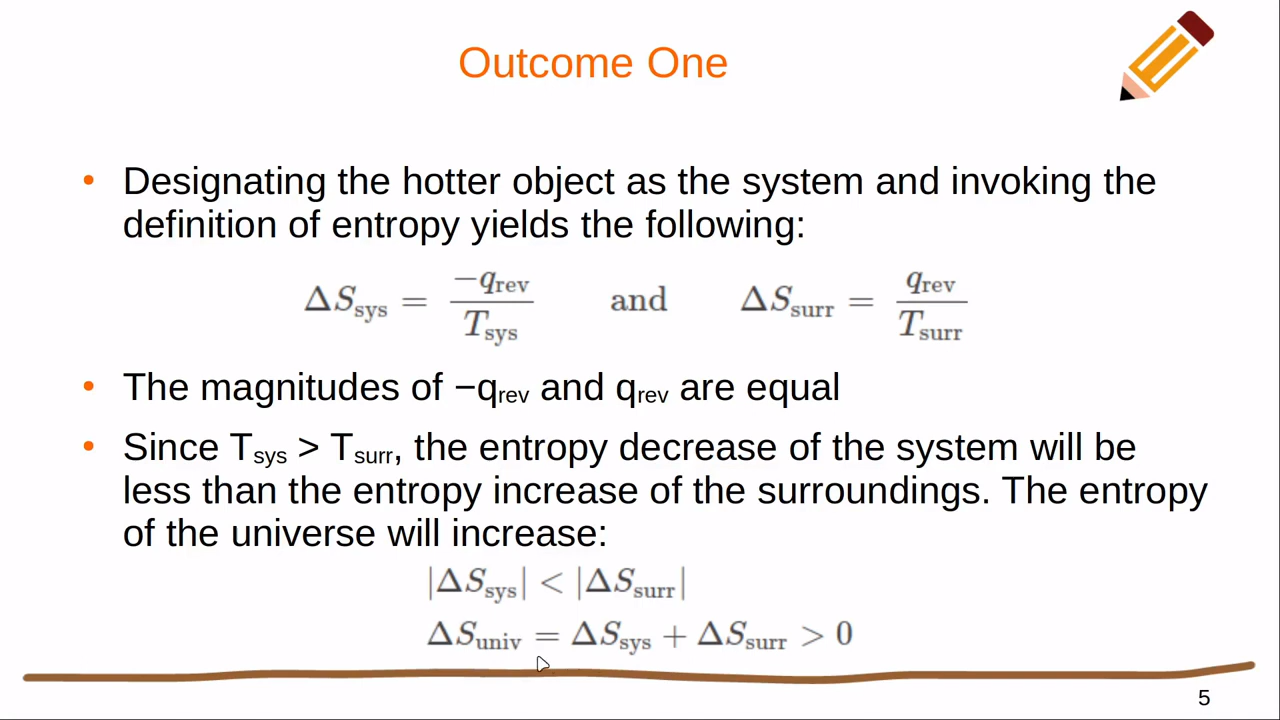 Outcome One
• Designating the hotter object as the system and invoking the
definition of entropy yields the following:
ΔS_sys = −q_rev / T_sys and ΔS_surr = q_rev / T_surr
• The magnitudes of −q_rev and q_rev are equal
• Since T_sys > T_surr, the entropy decrease of the system will be
less than the entropy increase of the surroundings. The entropy
of the universe will increase:
|ΔS_sys| < |ΔS_surr|
ΔS_univ = ΔS_sys + ΔS_surr > 0
5